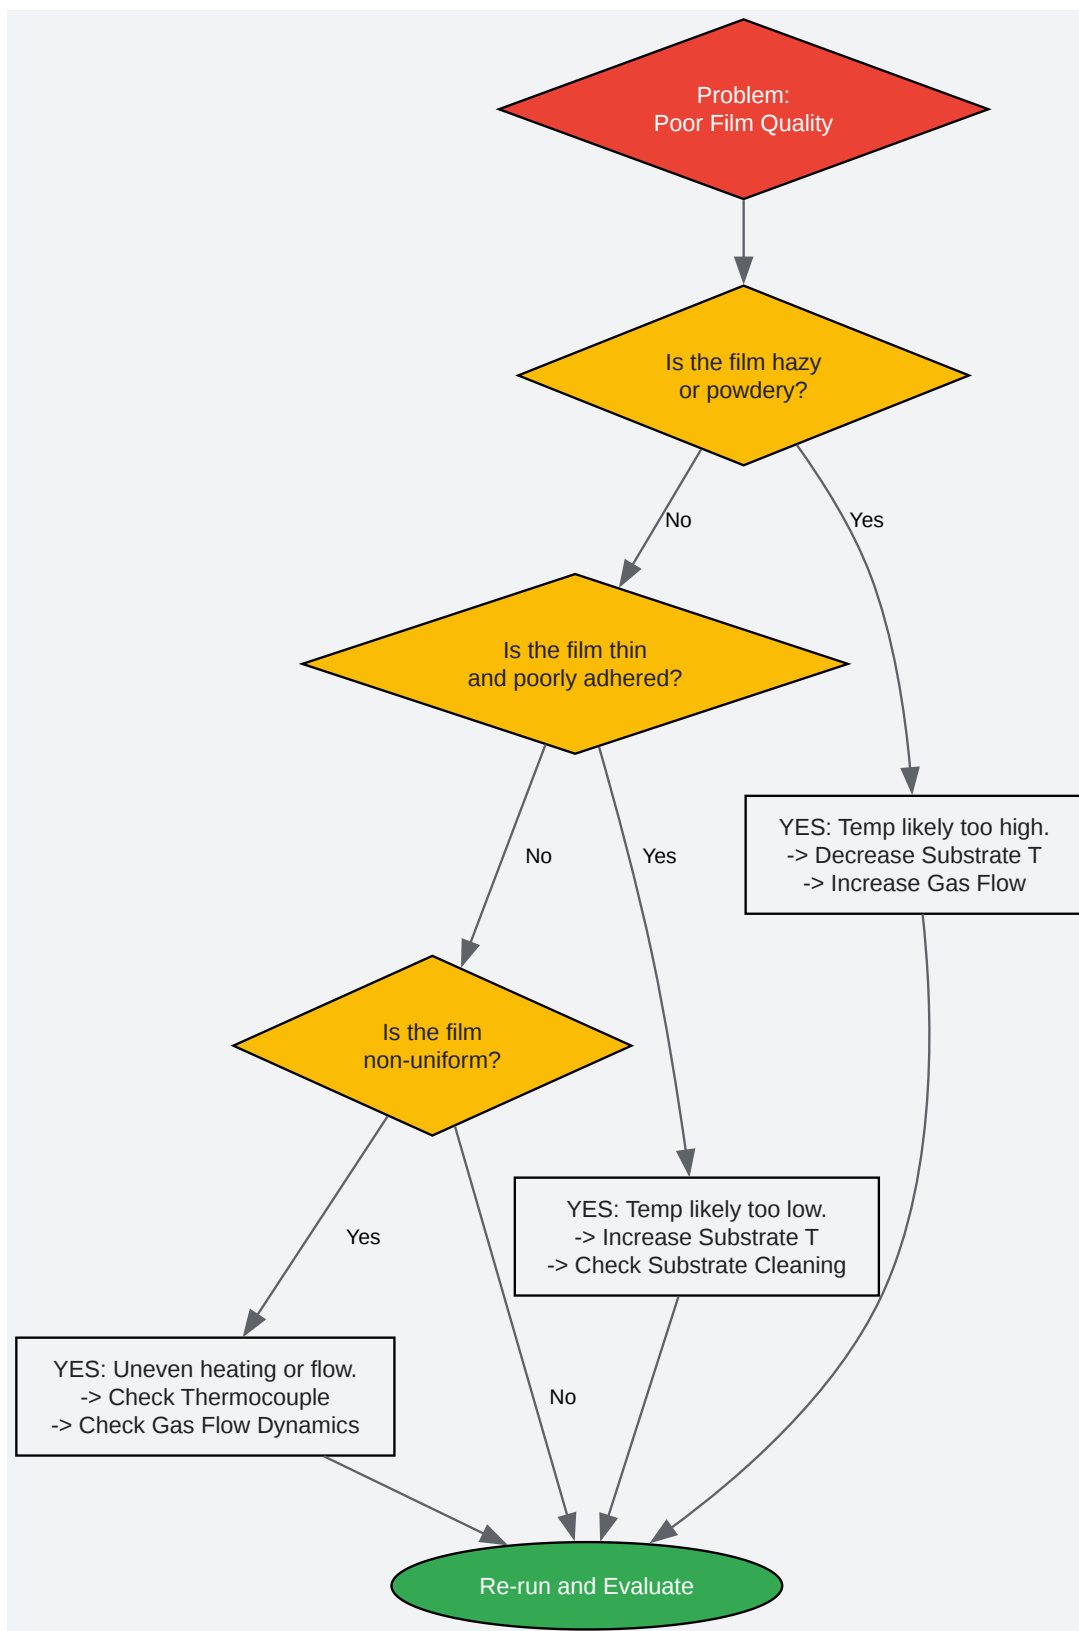 Problem:
Poor Film Quality
Is the film hazy
or powdery?
No
Yes
Is the film thin
and poorly adhered?
YES: Temp likely too high.
-> Decrease Substrate T
-> Increase Gas Flow
No
Yes
Is the film
non-uniform?
YES: Temp likely too low.
-> Increase Substrate T
-> Check Substrate Cleaning
Yes
YES: Uneven heating or flow.
-> Check Thermocouple
-> Check Gas Flow Dynamics
No
Re-run and Evaluate